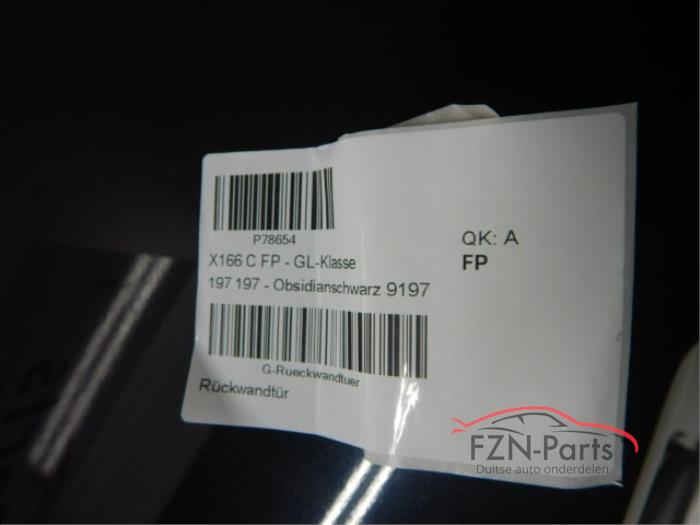 P78654
X166 C FP - GL-Klasse
197 197 - Obsidianschwarz 9197
G-Rueckwandtuer
Rückwandtür
QK: A
FP
FZN-Parts
Duitse auto onderdelen